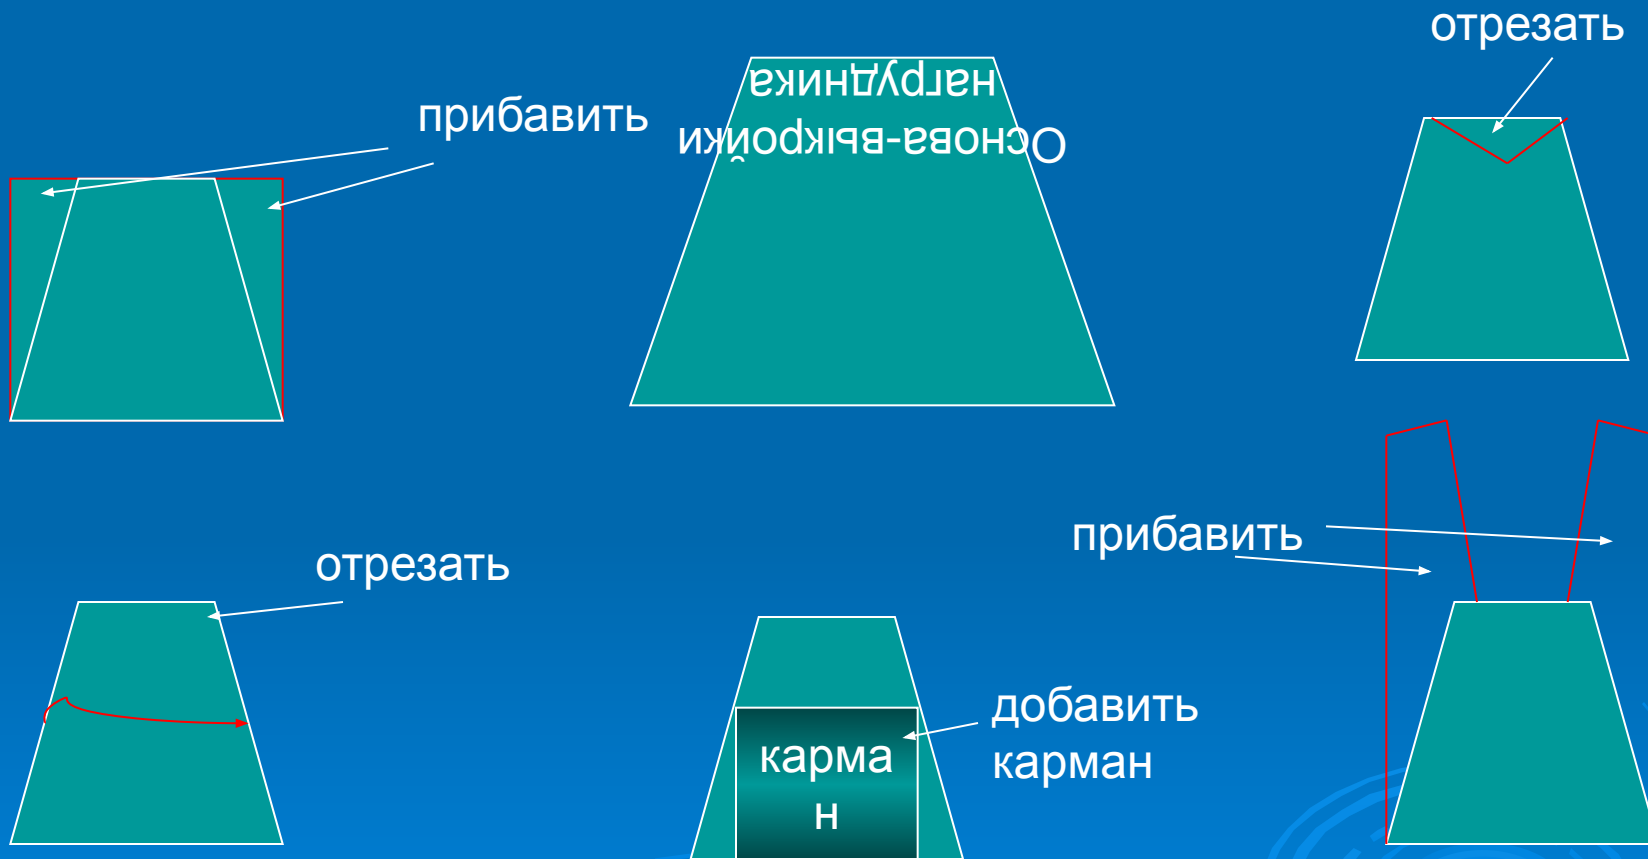 отрезать
прибавить
Основа-выкройки
нагрудника
отрезать
прибавить
добавить
карман
карма
н